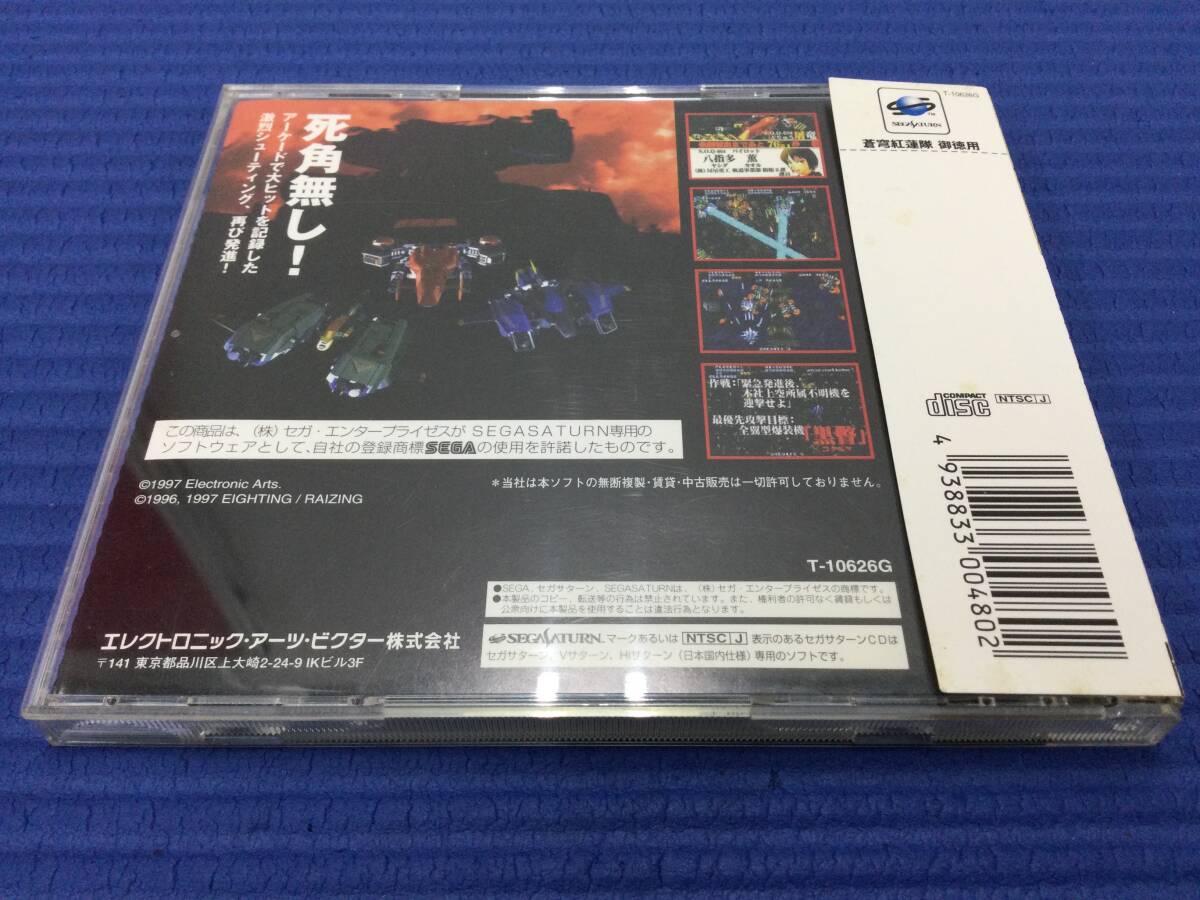 死角無し!
アーケードで大ヒットを記録した
激烈シューティング、再び発進!
八指多 薫
ヤシダ カオル
作戦:「緊急発進後、
本社上空所属不明機を
迎撃せよ」
最優先攻撃目標:
全翼型爆装機
この商品は、(株)セガ・エンタープライゼスがSEGASATURN専用の
ソフトウェアとして、自社の登録商標SEGAの使用を許諾したものです。
©1997 Electronic Arts.
©1996, 1997 EIGHTING / RAIZING
*当社は本ソフトの無断複製・賃貸・中古販売は一切許可しておりません。
T-10626G
●SEGA、セガサターン、SEGASATURNは、(株)セガ・エンタープライゼスの商標です。
●本製品のコピー、転送等の行為は禁止されています。また、権利者の許可なく賃貸もしくは
公衆向けに本製品を使用することは違法行為となります。
SEGASATURN マークあるいは NTSC J 表示のあるセガサターンCDは
セガサターン、Vサターン、Hiサターン(日本国内仕様)専用のソフトです。
エレクトロニック・アーツ・ビクター株式会社
〒141 東京都品川区上大崎2-24-9 IKビル3F
T-10626G
SEGASATURN
TM
蒼穹紅蓮隊 御徳用
COMPACT
disc
NTSC J
4 938833 004802